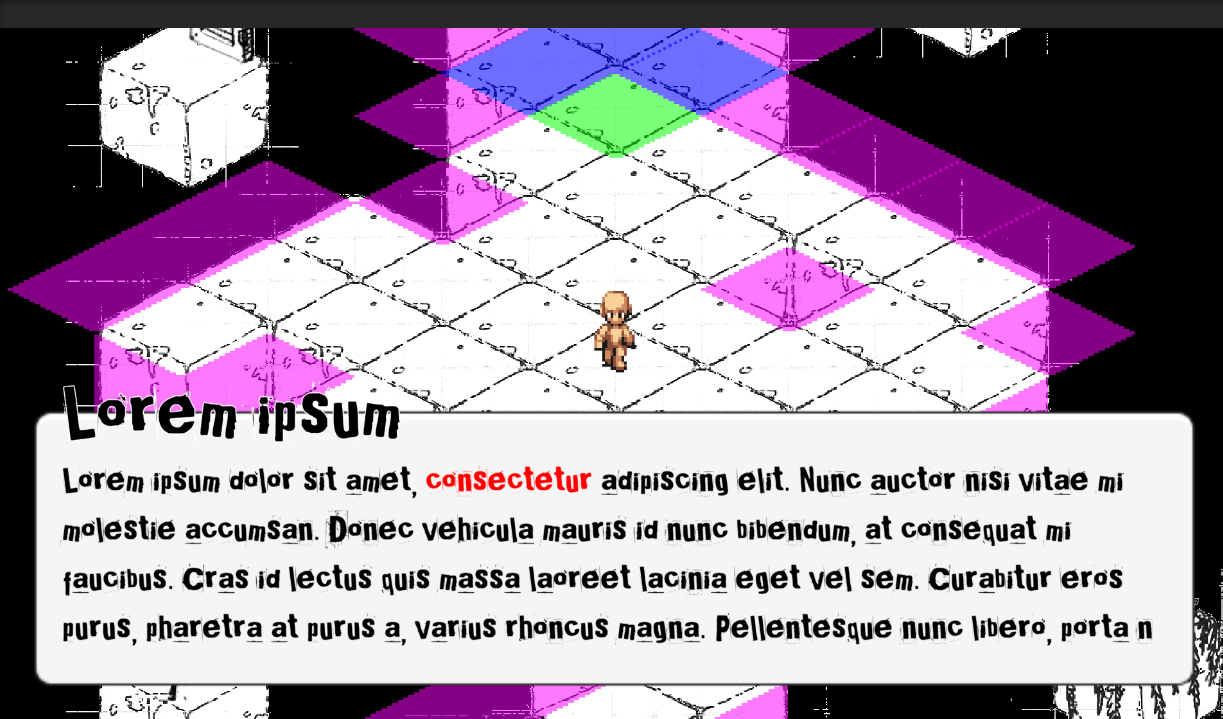 Lorem ipsum
Lorem ipsum dolor sit amet, consectetur adipiscing elit. Nunc auctor nisi vitae mi
molestie accumsan. Donec vehicula mauris id nunc bibendum, at consequat mi
faucibus. Cras id lectus quis massa laoreet lacinia eget vel sem. Curabitur eros
purus, pharetra at purus a, varius rhoncus magna. Pellentesque nunc libero, porta n